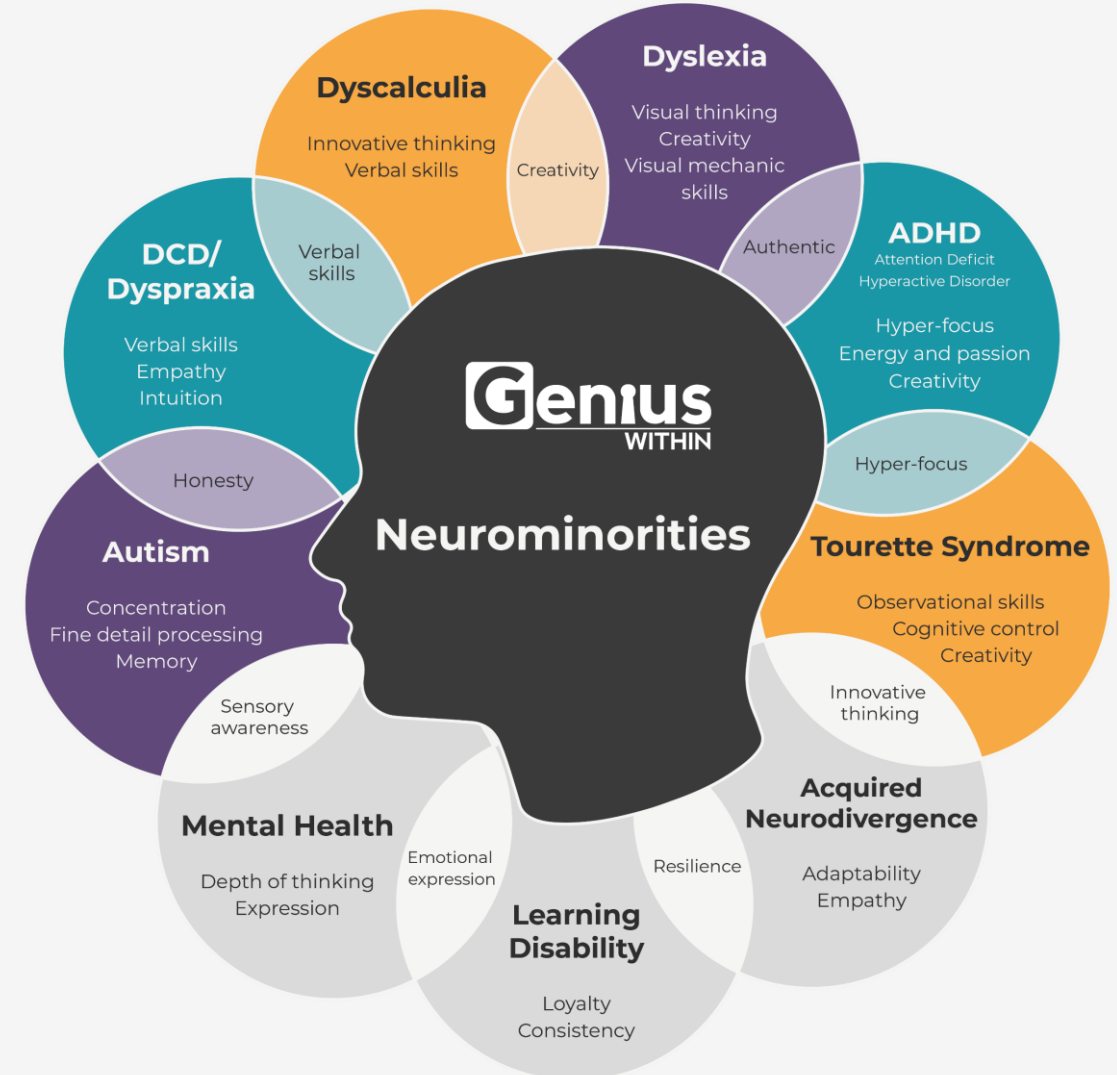 Dyslexia
Visual thinking
Creativity
Visual mechanic
skills
Authentic
ADHD
Attention Deficit
Hyperactive Disorder
Hyper-focus
Energy and passion
Creativity
Hyper-focus
Tourette Syndrome
Observational skills
Cognitive control
Creativity
Innovative
thinking
Acquired
Neurodivergence
Adaptability
Empathy
Resilience
Learning
Disability
Loyalty
Consistency
Emotional
expression
Mental Health
Depth of thinking
Expression
Sensory
awareness
Autism
Concentration
Fine detail processing
Memory
Honesty
DCD/
Dyspraxia
Verbal skills
Empathy
Intuition
Verbal
skills
Dyscalculia
Innovative thinking
Verbal skills
Creativity
Genius
WITHIN
Neurominorities